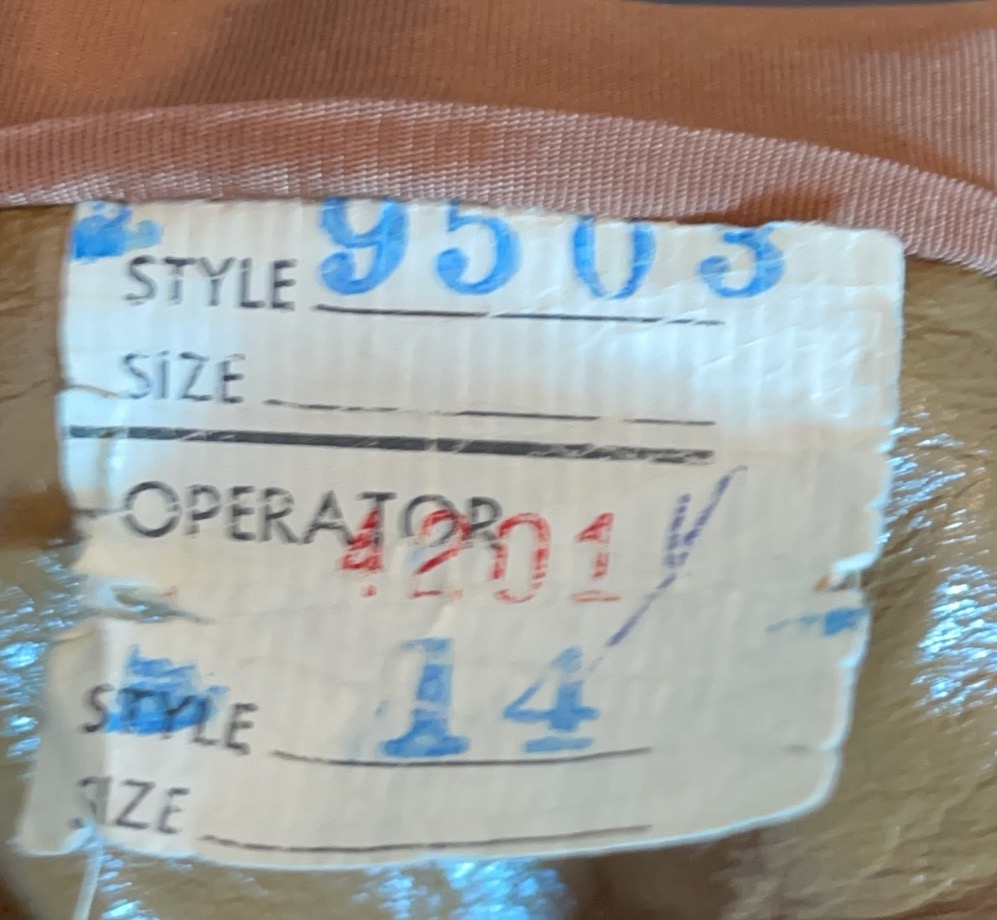 STYLE 9503
SIZE
OPERATOR 4201
STYLE 14
SIZE